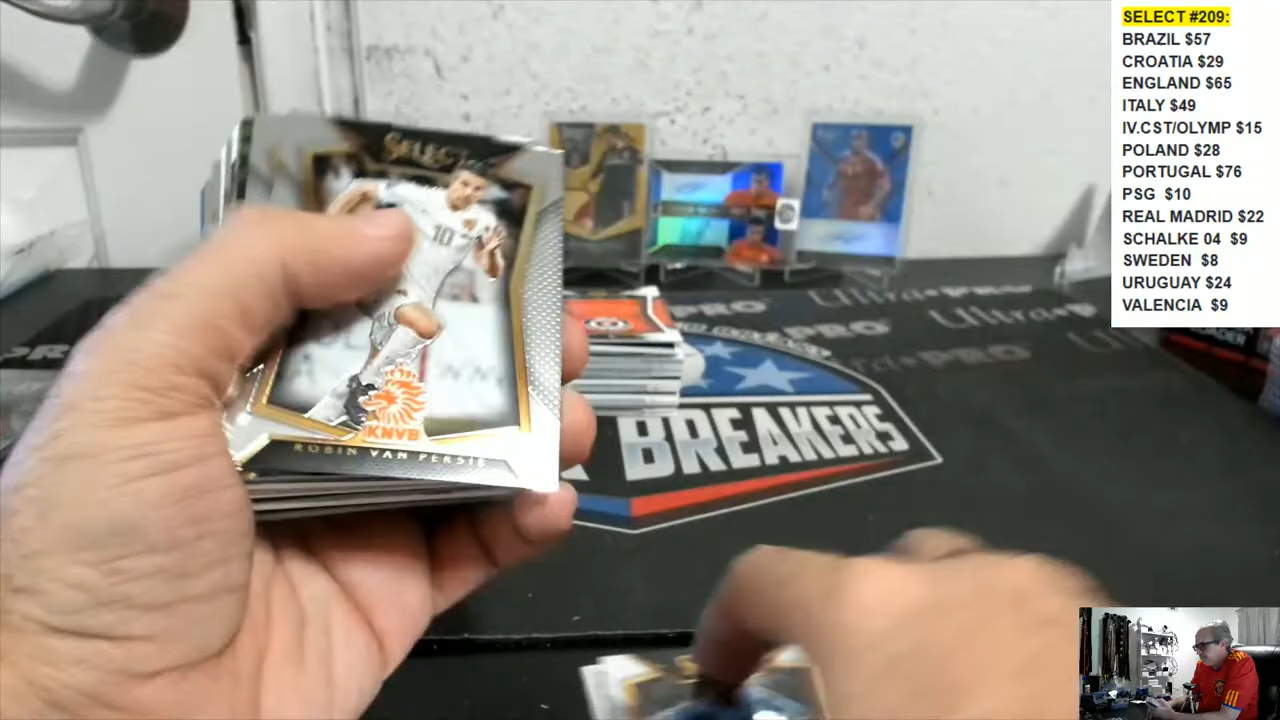 SELECT #209:
BRAZIL $57
CROATIA $29
ENGLAND $65
ITALY $49
IV.CST/OLYMP $15
POLAND $28
PORTUGAL $76
PSG $10
REAL MADRID $22
SCHALKE 04 $9
SWEDEN $8
URUGUAY $24
VALENCIA $9
SELECT
10
KNVB
ROBIN VAN PERSIE
BREAKERS
Ultra PRO
Ultra PRO
PRO
PRO